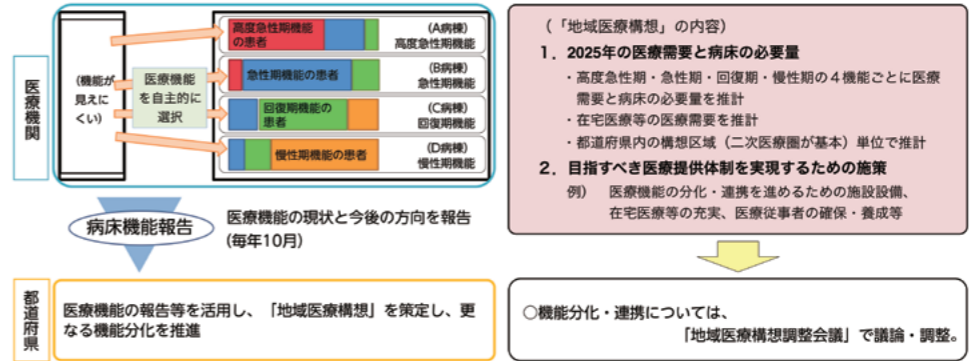 医療機関
(機能が
見えに
くい)
医療機能
を自主的に
選択
高度急性期機能
の患者
(A病棟)
高度急性期機能
急性期機能の患者
(B病棟)
急性期機能
回復期機能の
患者
(C病棟)
回復期機能
慢性期機能の患者
(D病棟)
慢性期機能
病床機能報告
医療機能の現状と今後の方向を報告
(毎年10月)
都道府県
医療機能の報告等を活用し、「地域医療構想」を策定し、更
なる機能分化を推進
(「地域医療構想」の内容)
1. 2025年の医療需要と病床の必要量
・高度急性期・急性期・回復期・慢性期の4機能ごとに医療
需要と病床の必要量を推計
・在宅医療等の医療需要を推計
・都道府県内の構想区域(二次医療圏が基本)単位で推計
2. 目指すべき医療提供体制を実現するための施策
例) 医療機能の分化・連携を進めるための施設設備、
在宅医療等の充実、医療従事者の確保・養成等
○機能分化・連携については、
「地域医療構想調整会議」で議論・調整。